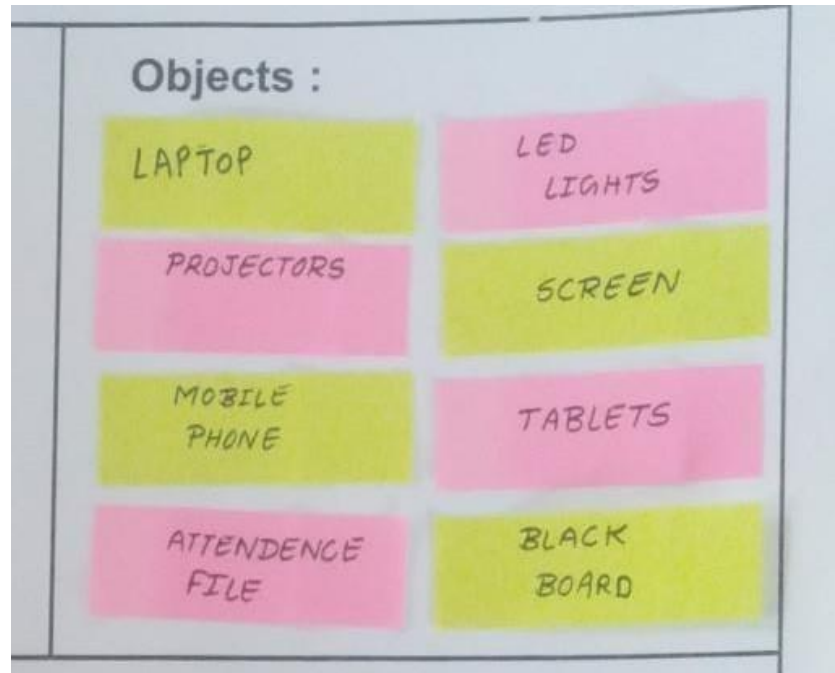 Objects :
LAPTOP
LED
LIGHTS
PROJECTORS
SCREEN
MOBILE
PHONE
TABLETS
ATTENDENCE
FILE
BLACK
BOARD